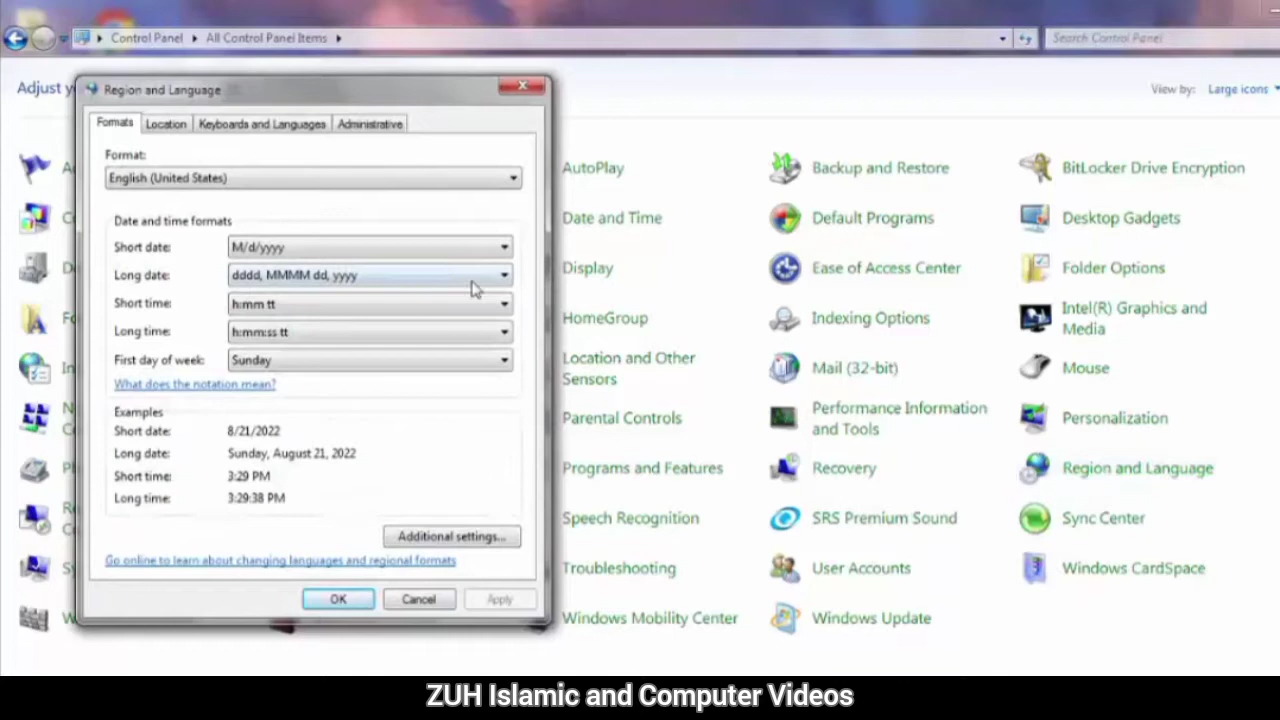 Control Panel
All Control Panel Items
Search Control Panel
Adjust
View by:
Large icons
Region and Language
Formats
Location
Keyboards and Languages
Administrative
Format:
English (United States)
Date and time formats
Short date:
M/d/yyyy
Long date:
dddd, MMMM dd, yyyy
Short time:
h:mm tt
Long time:
h:mm:ss tt
First day of week:
Sunday
What does the notation mean?
Examples
Short date:
8/21/2022
Long date:
Sunday, August 21, 2022
Short time:
3:29 PM
Long time:
3:29:38 PM
Additional settings...
Go online to learn about changing languages and regional formats
OK
Cancel
Apply
AutoPlay
Backup and Restore
BitLocker Drive Encryption
Date and Time
Default Programs
Desktop Gadgets
Display
Ease of Access Center
Folder Options
HomeGroup
Indexing Options
Intel(R) Graphics and
Media
Location and Other
Sensors
Mail (32-bit)
Mouse
Parental Controls
Performance Information
and Tools
Personalization
Programs and Features
Recovery
Region and Language
Speech Recognition
SRS Premium Sound
Sync Center
Troubleshooting
User Accounts
Windows CardSpace
Windows Mobility Center
Windows Update
ZUH Islamic and Computer Videos